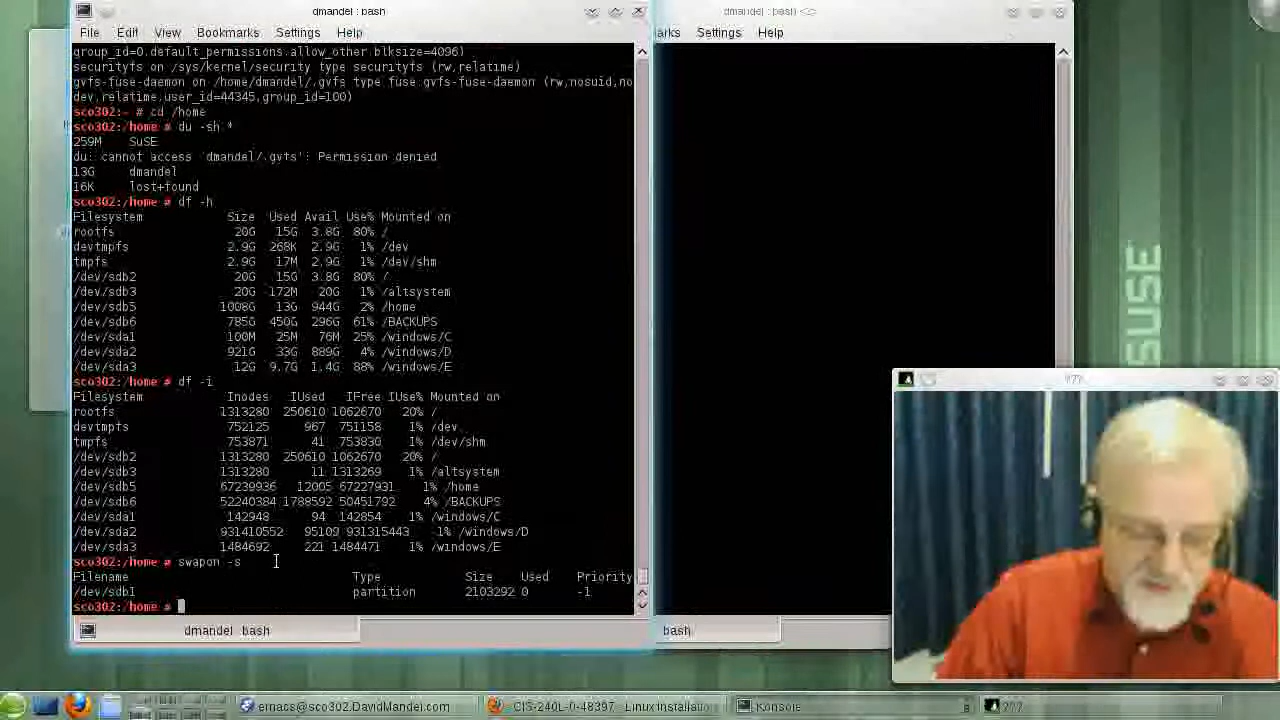 dmandel : bash
dmandel : bash <2>
File Edit View Bookmarks Settings Help
arks Settings Help
group_id=0,default_permissions,allow_other,blksize=4096)
securityfs on /sys/kernel/security type securityfs (rw,relatime)
gvfs-fuse-daemon on /home/dmandel/.gvfs type fuse.gvfs-fuse-daemon (rw,nosuid,no
dev,relatime,user_id=44345,group_id=100)
sco302:~ # cd /home
sco302:/home # du -sh *
259M SuSE
du: cannot access `dmandel/.gvfs': Permission denied
13G dmandel
16K lost+found
sco302:/home # df -h
Filesystem Size Used Avail Use% Mounted on
rootfs 20G 15G 3.8G 80% /
devtmpfs 2.9G 268K 2.9G 1% /dev
tmpfs 2.9G 17M 2.9G 1% /dev/shm
/dev/sdb2 20G 15G 3.8G 80% /
/dev/sdb3 20G 172M 20G 1% /altsystem
/dev/sdb5 1008G 13G 944G 2% /home
/dev/sdb6 785G 450G 296G 61% /BACKUPS
/dev/sda1 100M 25M 76M 25% /windows/C
/dev/sda2 921G 33G 889G 4% /windows/D
/dev/sda3 12G 9.7G 1.4G 88% /windows/E
sco302:/home # df -i
Filesystem Inodes IUsed IFree IUse% Mounted on
rootfs 1313280 250610 1062670 20% /
devtmpfs 752125 967 751158 1% /dev
tmpfs 753871 41 753830 1% /dev/shm
/dev/sdb2 1313280 250610 1062670 20% /
/dev/sdb3 1313280 11 1313269 1% /altsystem
/dev/sdb5 67239936 12005 67227931 1% /home
/dev/sdb6 52240384 1788592 50451792 4% /BACKUPS
/dev/sda1 142948 94 142854 1% /windows/C
/dev/sda2 931410552 95109 931315443 1% /windows/D
/dev/sda3 1484692 221 1484471 1% /windows/E
sco302:/home # swapon -s
Filename Type Size Used Priority
/dev/sdb1 partition 2103292 0 -1
sco302:/home #
dmandel : bash
bash
SUSE
???
@sco302.DavidMandel.com
CIS-240L-0-48397 Linux Installation
Konsole
???